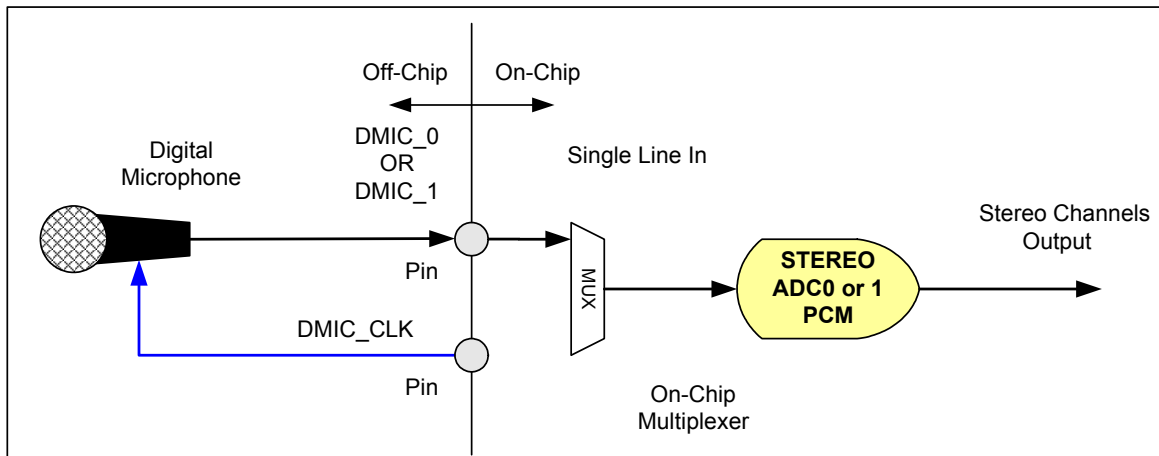 Off-Chip
On-Chip
DMIC_0
OR
DMIC_1
Single Line In
Digital
Microphone
Stereo Channels
Output
Pin
MUX
STEREO
ADC0 or 1
PCM
DMIC_CLK
Pin
On-Chip
Multiplexer